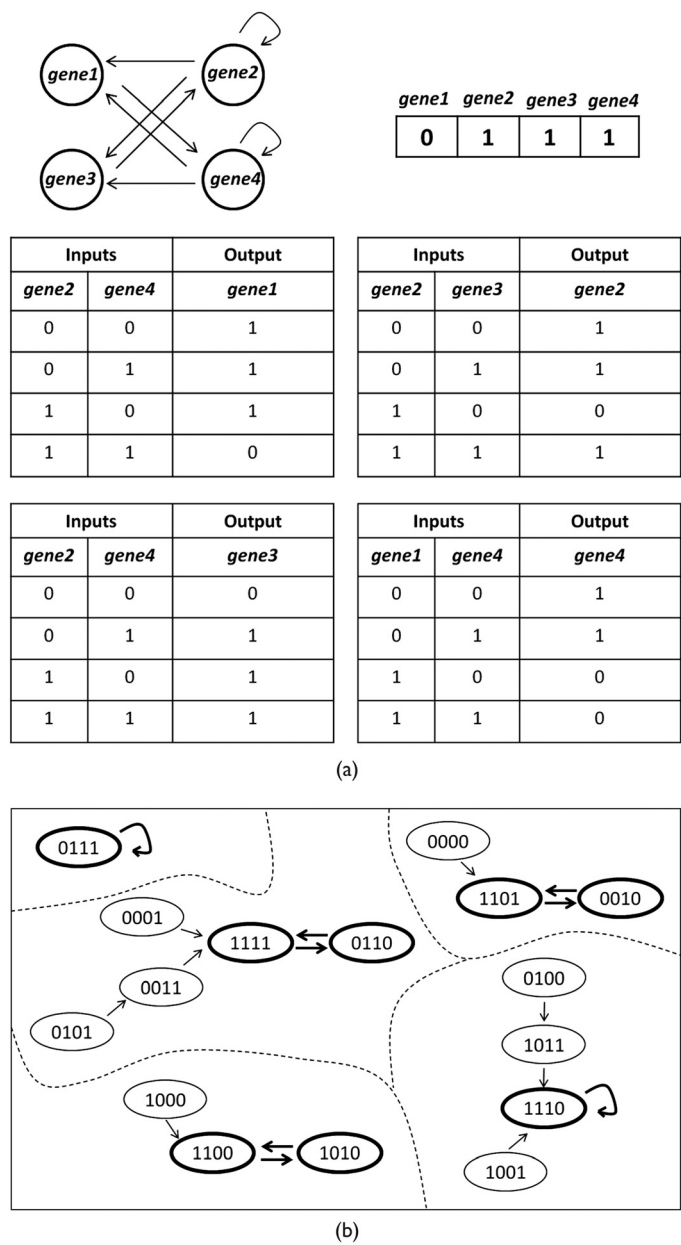 gene1 gene2
gene3 gene4
gene1 gene2 gene3 gene4
0 1 1 1
Inputs Output
gene2 gene4 gene1
0 0 1
0 1 1
1 0 1
1 1 0
Inputs Output
gene2 gene3 gene2
0 0 1
0 1 1
1 0 0
1 1 1
Inputs Output
gene2 gene4 gene3
0 0 0
0 1 1
1 0 1
1 1 1
Inputs Output
gene1 gene4 gene4
0 0 1
0 1 1
1 0 0
1 1 0
(a)
0111
0000
1101 0010
0001
1111 0110
0011
0101
0100
1011
1110
1001
1000
1100 1010
(b)